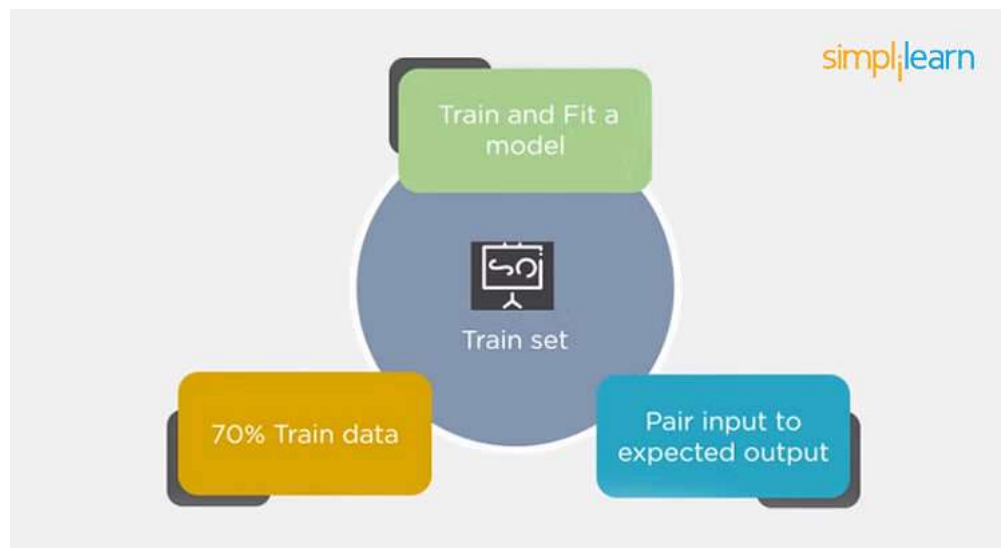 simplilearn
Train and Fit a
model
Train set
70% Train data
Pair input to
expected output